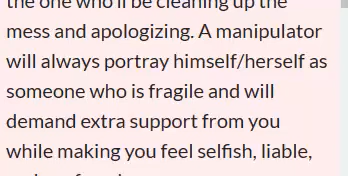 the one who'll be cleaning up the
mess and apologizing. A manipulator
will always portray himself/herself as
someone who is fragile and will
demand extra support from you
while making you feel selfish, liable,